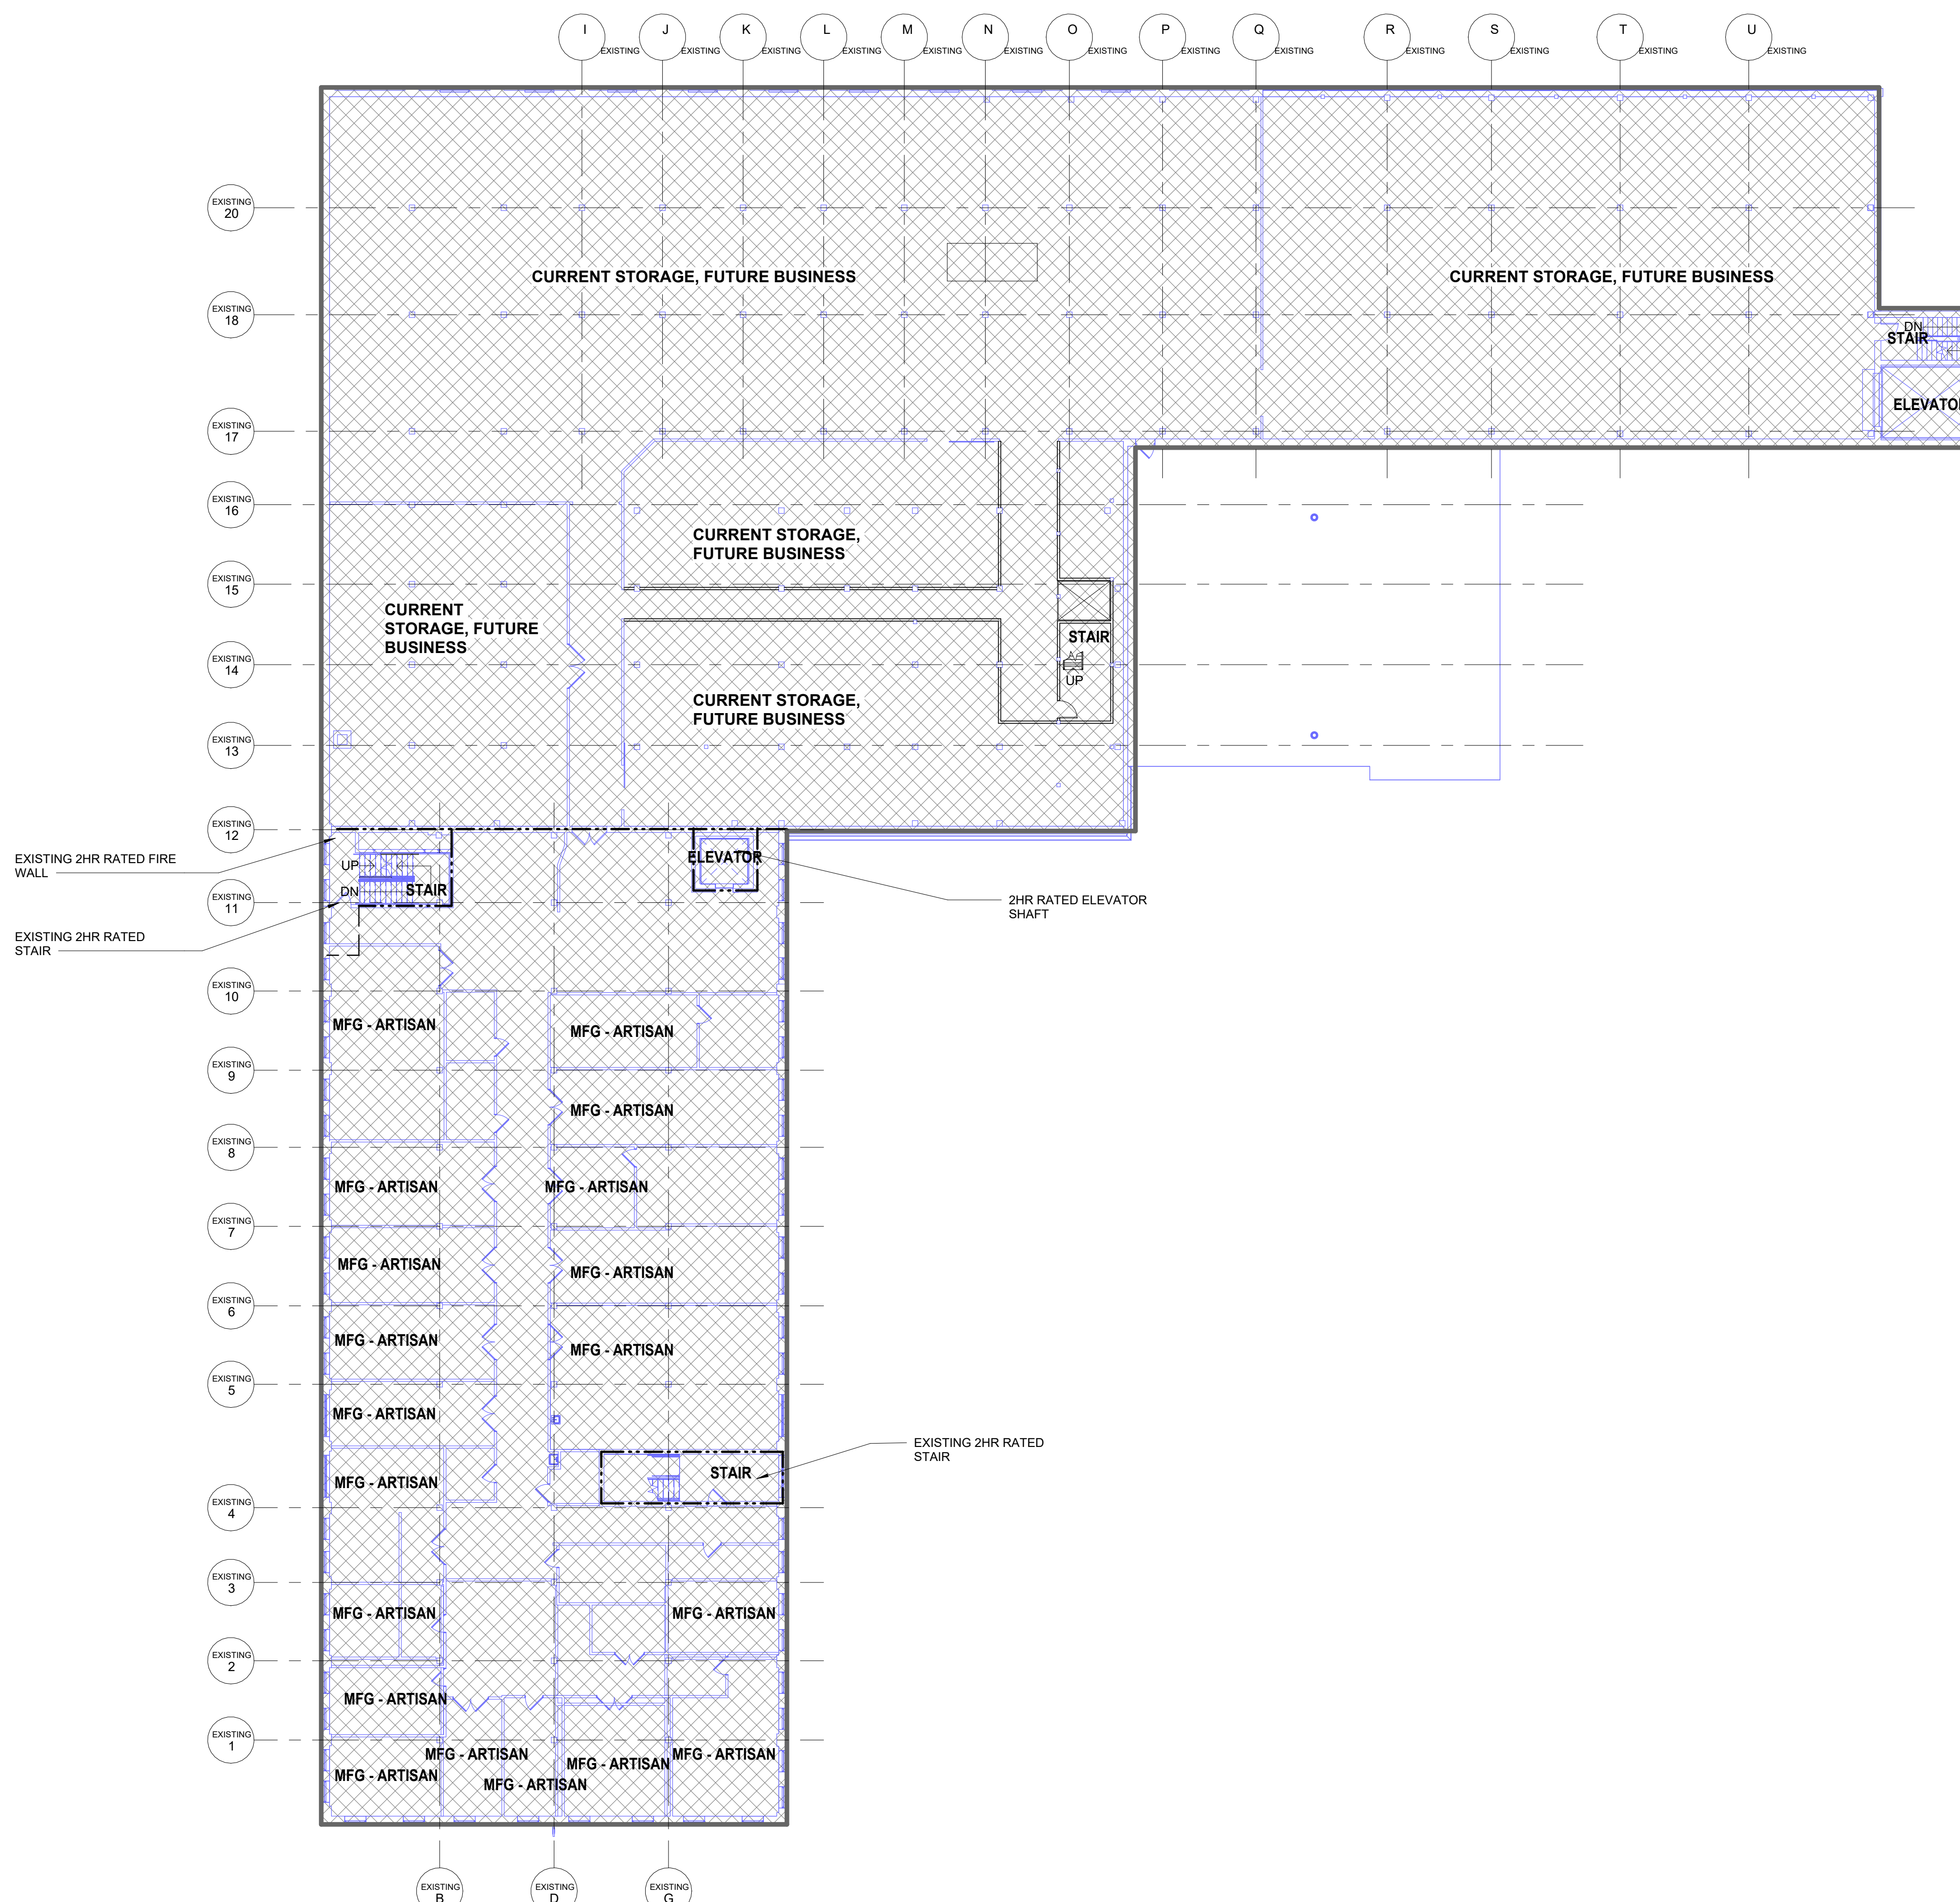 I
EXISTING
J
EXISTING
K
EXISTING
L
EXISTING
M
EXISTING
N
EXISTING
O
EXISTING
P
EXISTING
Q
EXISTING
R
EXISTING
S
EXISTING
T
EXISTING
U
EXISTING
EXISTING
20
CURRENT STORAGE, FUTURE BUSINESS
CURRENT STORAGE, FUTURE BUSINESS
EXISTING
18
DN
STAIR
ELEVATOR
EXISTING
17
EXISTING
16
CURRENT STORAGE,
FUTURE BUSINESS
EXISTING
15
CURRENT
STORAGE, FUTURE
BUSINESS
STAIR
UP
EXISTING
14
CURRENT STORAGE,
FUTURE BUSINESS
EXISTING
13
EXISTING
12
EXISTING 2HR RATED FIRE
WALL
UP
DN
STAIR
ELEVATOR
EXISTING
11
2HR RATED ELEVATOR
SHAFT
EXISTING 2HR RATED
STAIR
EXISTING
10
MFG - ARTISAN
MFG - ARTISAN
EXISTING
9
MFG - ARTISAN
EXISTING
8
MFG - ARTISAN
MFG - ARTISAN
EXISTING
7
MFG - ARTISAN
MFG - ARTISAN
EXISTING
6
MFG - ARTISAN
MFG - ARTISAN
EXISTING
5
MFG - ARTISAN
EXISTING 2HR RATED
STAIR
STAIR
MFG - ARTISAN
EXISTING
4
EXISTING
3
MFG - ARTISAN
MFG - ARTISAN
EXISTING
2
MFG - ARTISAN
EXISTING
1
MFG - ARTISAN
MFG - ARTISAN
MFG - ARTISAN
MFG - ARTISAN
MFG - ARTISAN
EXISTING
B
EXISTING
D
EXISTING
G